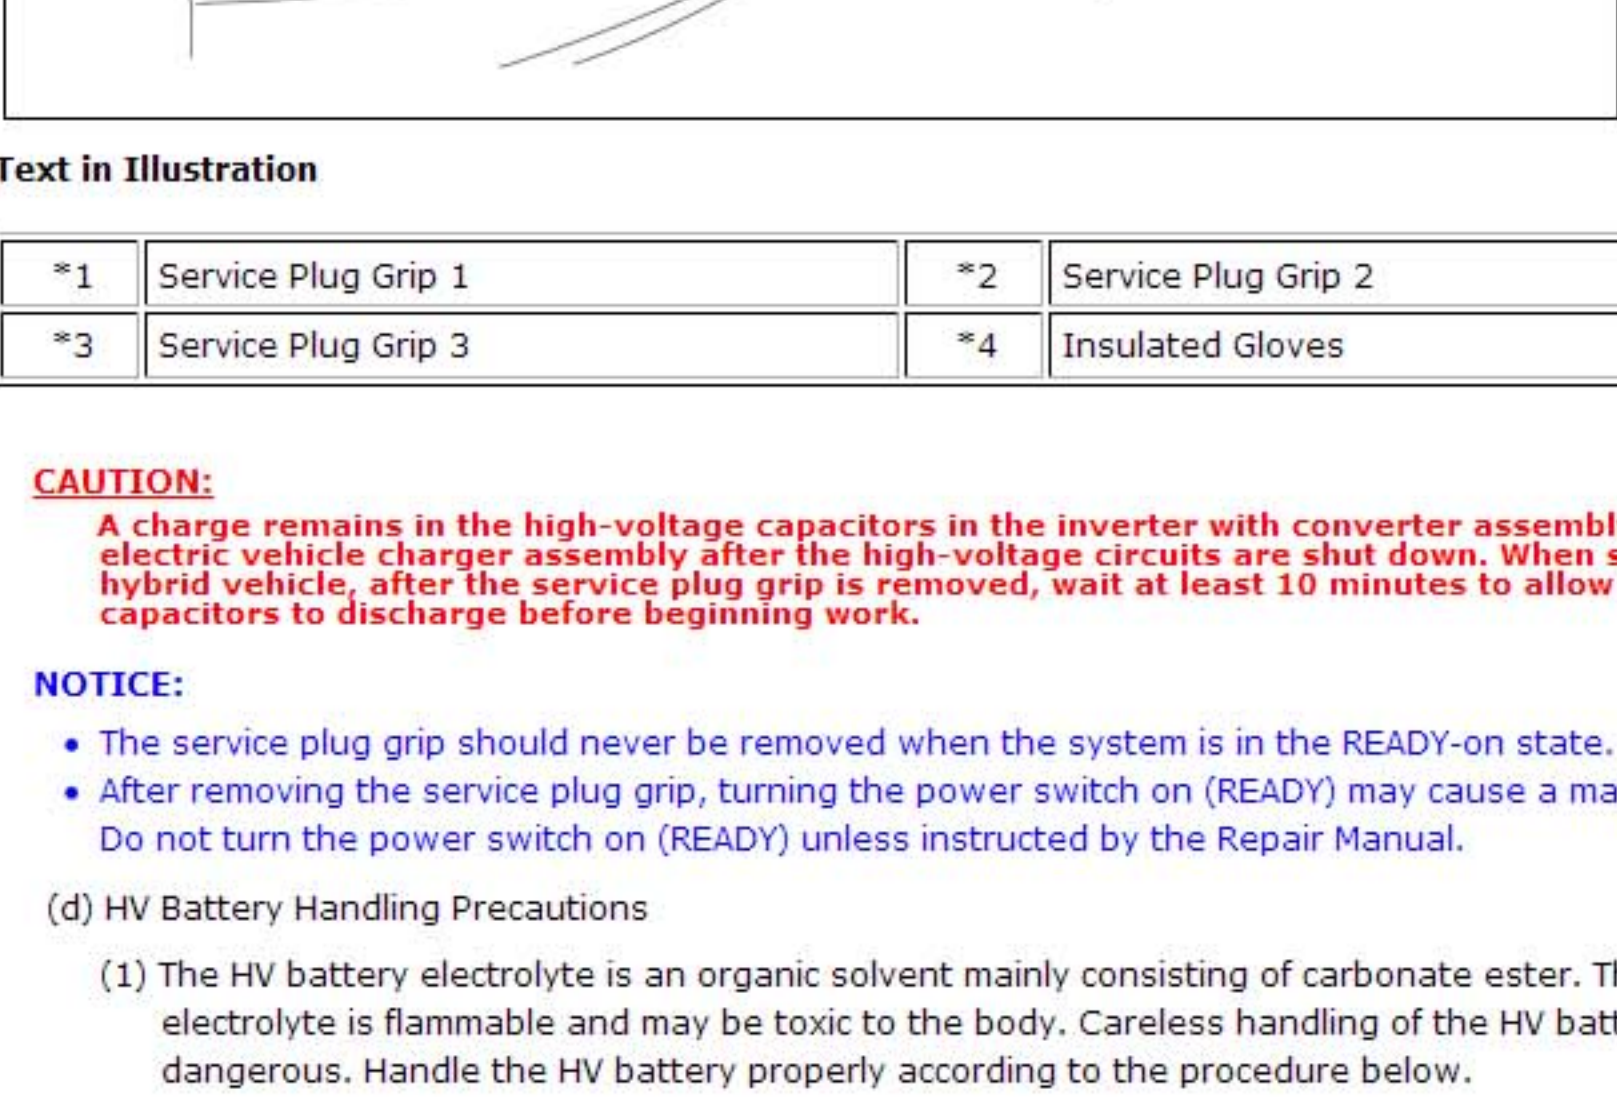 Text in Illustration
*1 Service Plug Grip 1 *2 Service Plug Grip 2
*3 Service Plug Grip 3 *4 Insulated Gloves
CAUTION:
A charge remains in the high-voltage capacitors in the inverter with converter
electric vehicle charger assembly after the high-voltage circuits are shut down. When
hybrid vehicle, after the service plug grip is removed, wait at least 10 minutes to allow
capacitors to discharge before beginning work.
NOTICE:
• The service plug grip should never be removed when the system is in the READY-on state.
• After removing the service plug grip, turning the power switch on (READY) may cause a
Do not turn the power switch on (READY) unless instructed by the Repair Manual.
(d) HV Battery Handling Precautions
(1) The HV battery electrolyte is an organic solvent mainly consisting of carbonate ester.
electrolyte is flammable and may be toxic to the body. Careless handling of the HV
dangerous. Handle the HV battery properly according to the procedure below.